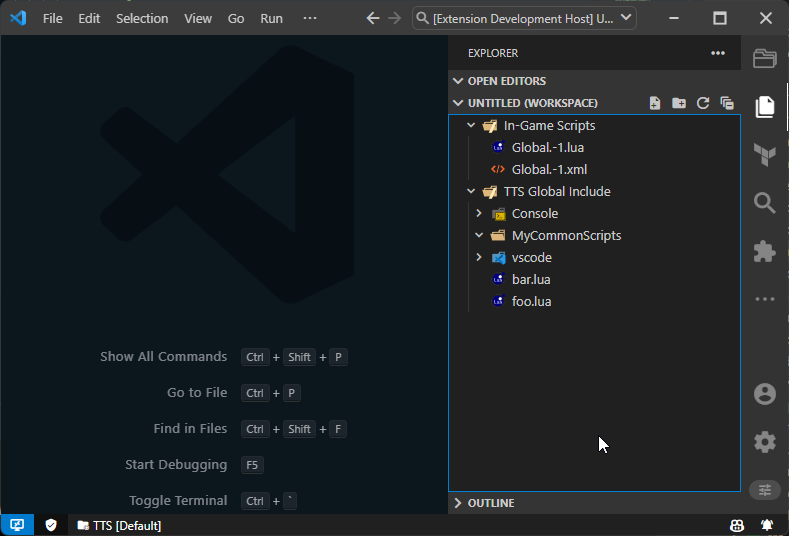 File Edit Selection View Go Run ··· [Extension Development Host] U...
EXPLORER ···
OPEN EDITORS
UNTITLED (WORKSPACE)
In-Game Scripts
Global.-1.lua
Global.-1.xml
TTS Global Include
Console
MyCommonScripts
vscode
bar.lua
foo.lua
Show All Commands Ctrl + Shift + P
Go to File Ctrl + P
Find in Files Ctrl + Shift + F
Start Debugging F5
Toggle Terminal Ctrl + `
OUTLINE
TTS [Default]